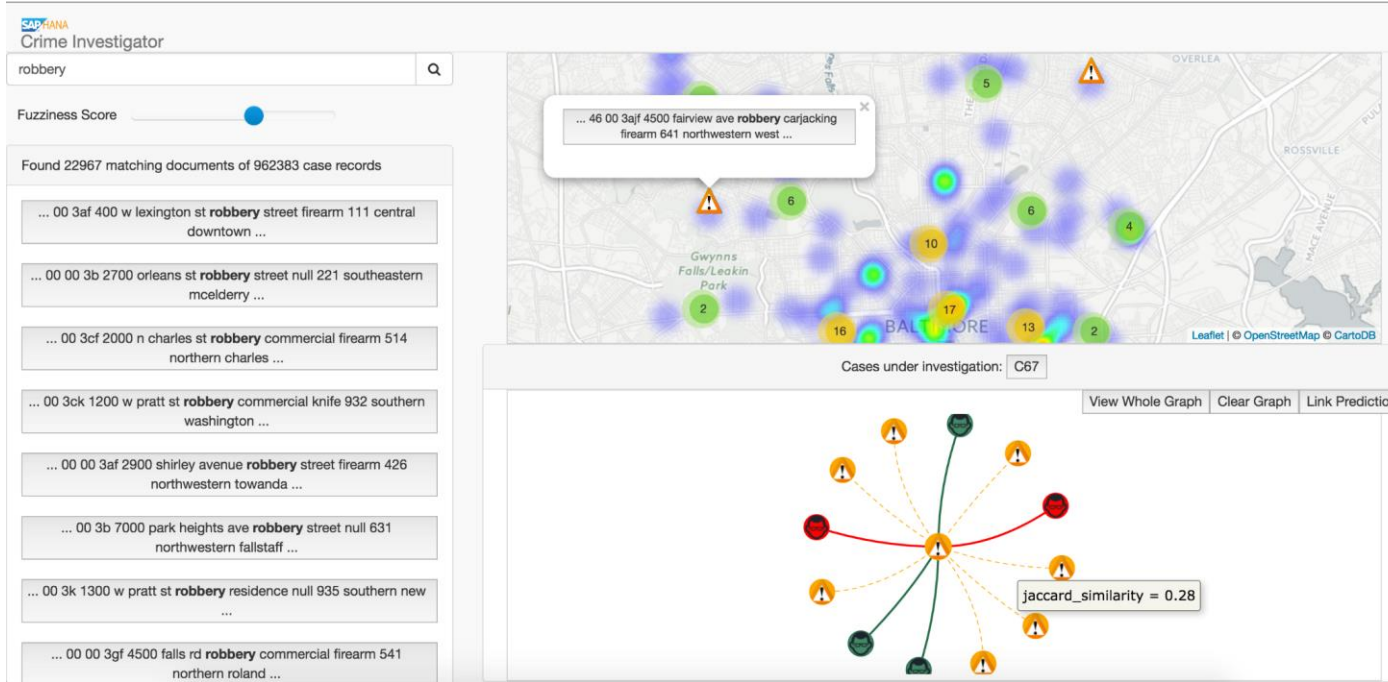 SAP HANA
Crime Investigator
robbery
Fuzziness Score
Found 22967 matching documents of 962383 case records
... 00 3af 400 w lexington st robbery street firearm 111 central
downtown ...
... 00 00 3b 2700 orleans st robbery street null 221 southeastern
mcelderry ...
... 00 3cf 2000 n charles st robbery commercial firearm 514
northern charles ...
... 00 3ck 1200 w pratt st robbery commercial knife 932 southern
washington ...
... 00 00 3af 2900 shirley avenue robbery street firearm 426
northwestern towanda ...
... 00 3b 7000 park heights ave robbery street null 631
northwestern fallstaff ...
... 00 3k 1300 w pratt st robbery residence null 935 southern new
...
... 00 00 3gf 4500 falls rd robbery commercial firearm 541
northern roland ...
OVERLEA
5
... 46 00 3ajf 4500 fairview ave robbery carjacking
firearm 641 northwestern west ...
×
ROSSVILLE
6
6
4
10
MACE AVENUE
Gwynns
Falls/Leakin
Park
2
17
16
BALTIMORE
13
2
Leaflet | © OpenStreetMap © CartoDB
Cases under investigation: C67
View Whole Graph
Clear Graph
Link Predictio
jaccard_similarity = 0.28